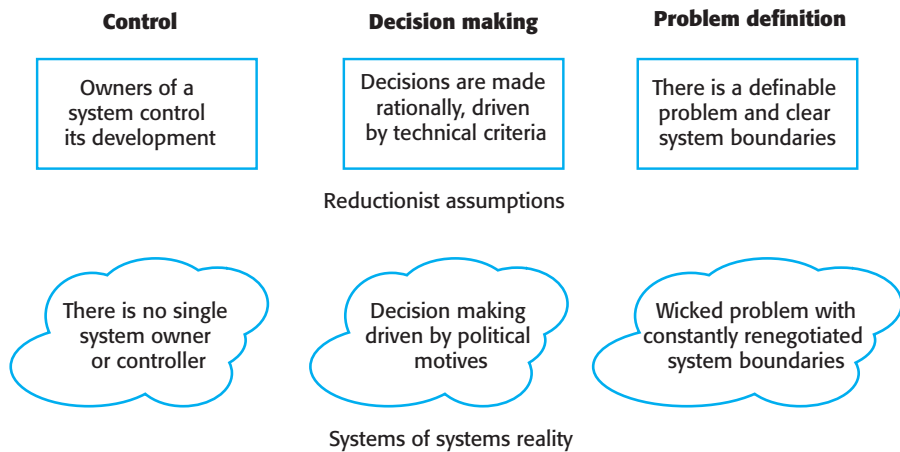 Control
Decision making
Problem definition
Owners of a
system control
its development
Decisions are made
rationally, driven
by technical criteria
There is a definable
problem and clear
system boundaries
Reductionist assumptions
There is no single
system owner
or controller
Decision making
driven by political
motives
Wicked problem with
constantly renegotiated
system boundaries
Systems of systems reality